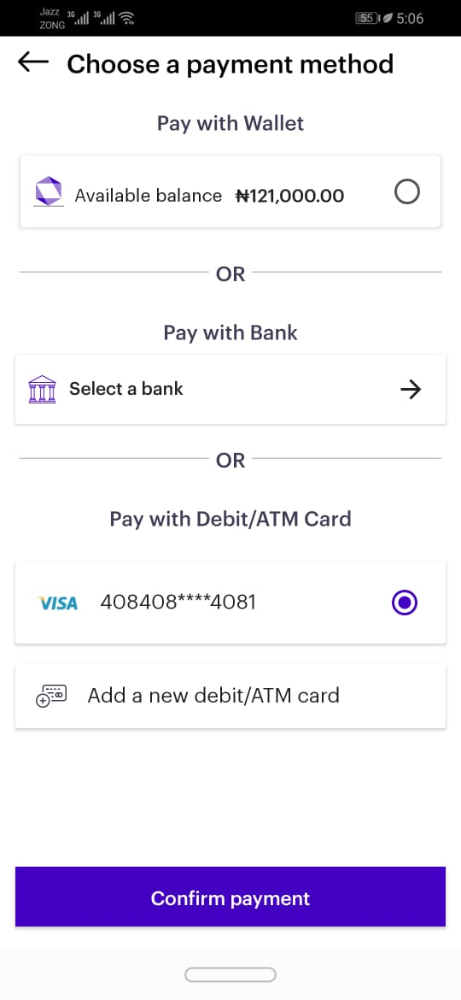 Jazz 3G 3G
ZONG
55 5:06
Choose a payment method
Pay with Wallet
Available balance ₦121,000.00
OR
Pay with Bank
Select a bank
OR
Pay with Debit/ATM Card
VISA 408408****4081
Add a new debit/ATM card
Confirm payment